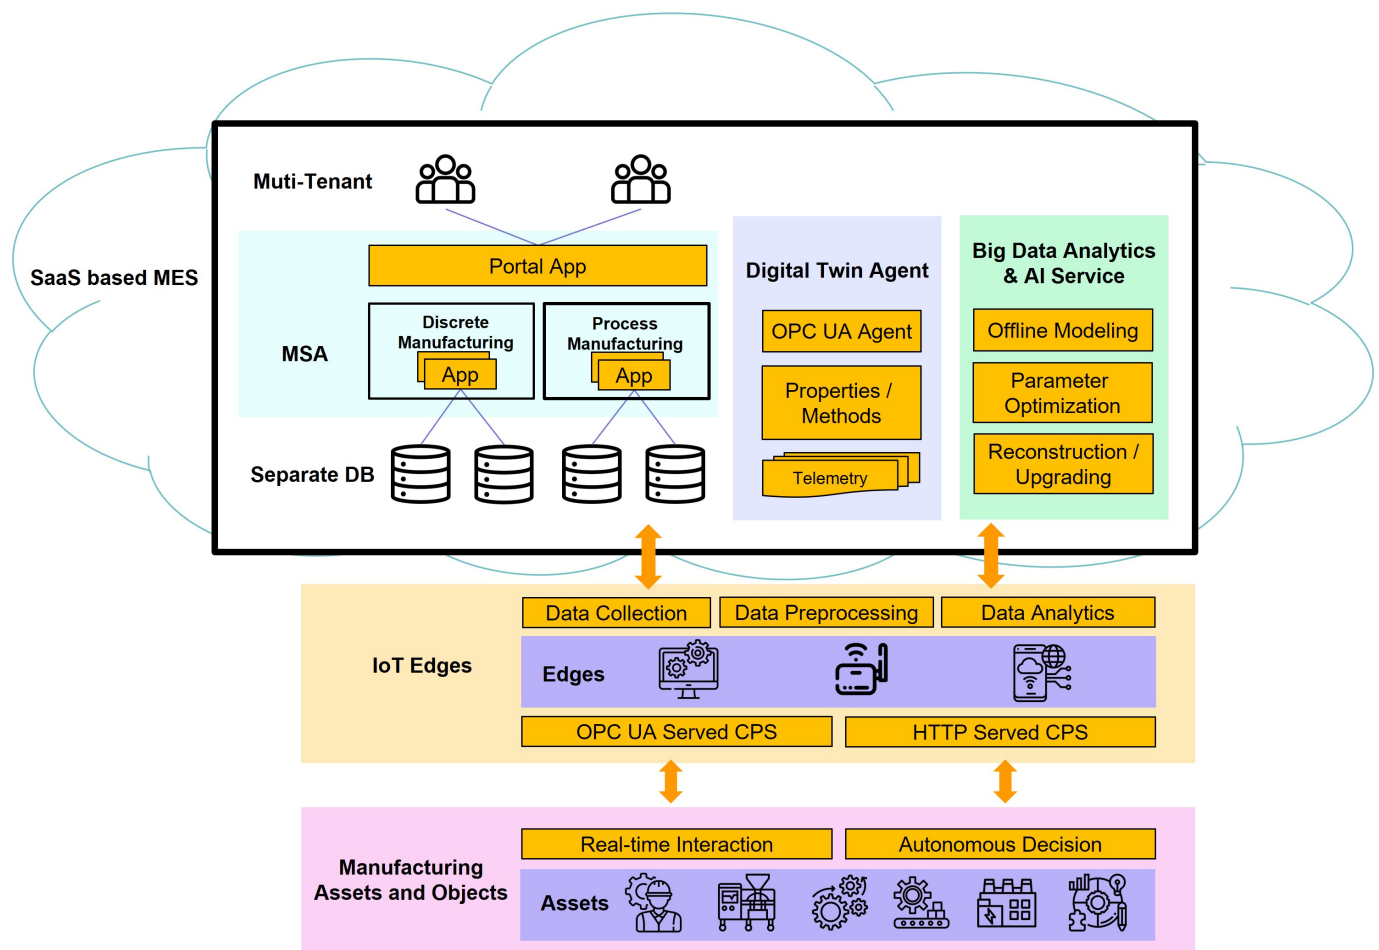 Muti-Tenant
SaaS based MES
Portal App
MSA
Discrete
Manufacturing
App
Process
Manufacturing
App
Separate DB
Digital Twin Agent
OPC UA Agent
Properties /
Methods
Telemetry
Big Data Analytics
& AI Service
Offline Modeling
Parameter
Optimization
Reconstruction /
Upgrading
IoT Edges
Data Collection
Data Preprocessing
Data Analytics
Edges
OPC UA Served CPS
HTTP Served CPS
Manufacturing
Assets and Objects
Real-time Interaction
Autonomous Decision
Assets